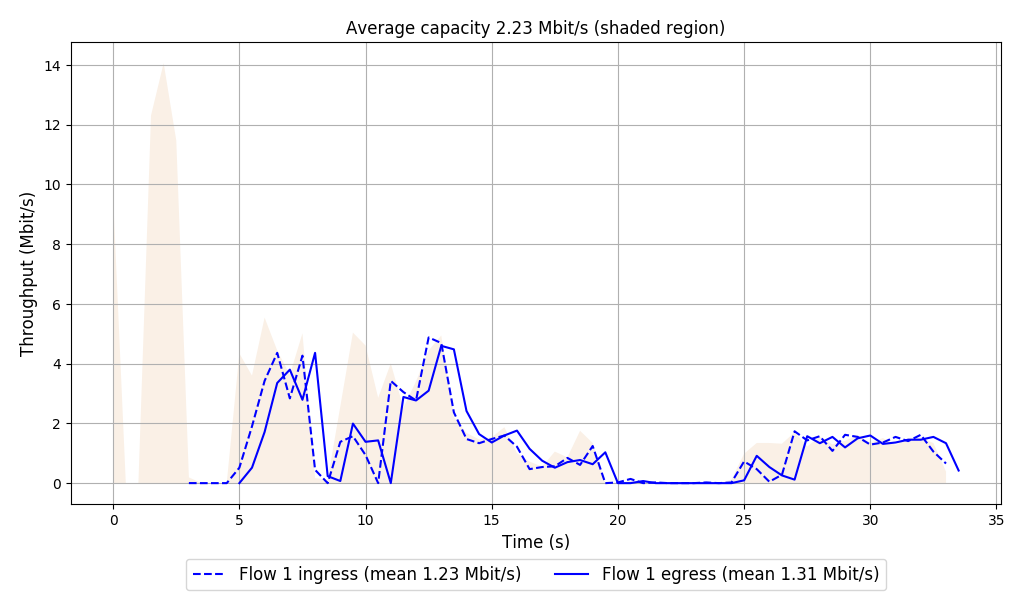 Average capacity 2.23 Mbit/s (shaded region)
14
12
10
8
6
4
2
0
Throughput (Mbit/s)
0 5 10 15 20 25 30 35
Time (s)
Flow 1 ingress (mean 1.23 Mbit/s) Flow 1 egress (mean 1.31 Mbit/s)